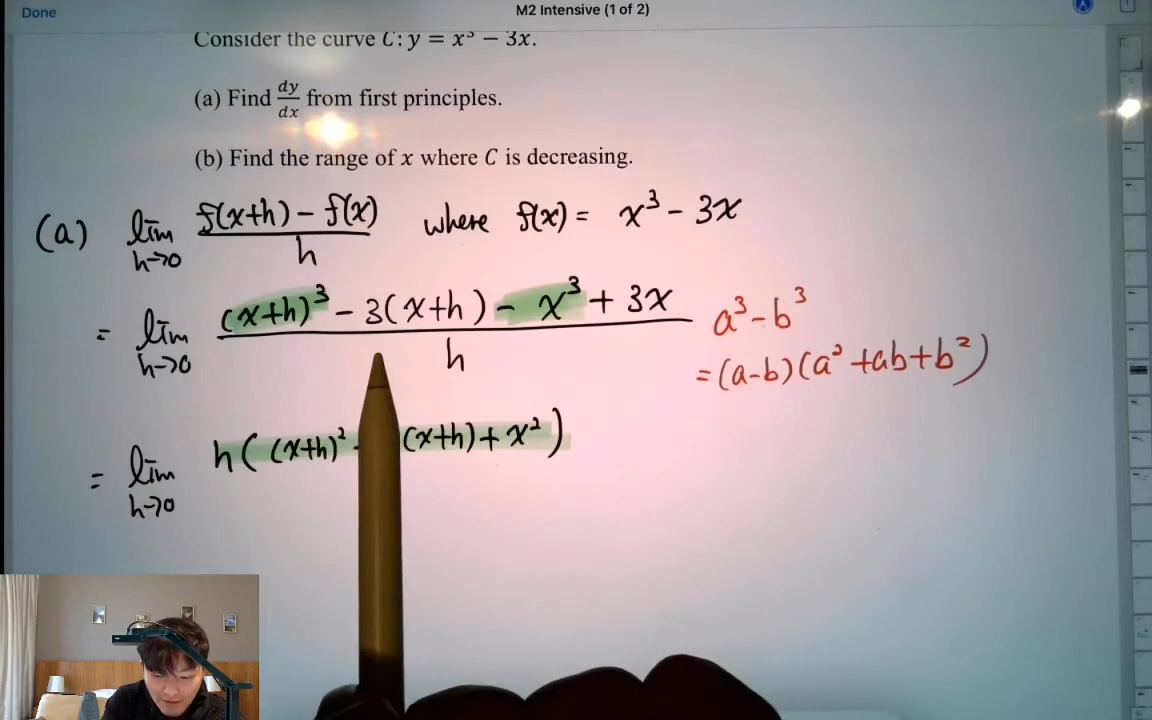 Done
M2 Intensive (1 of 2)
Consider the curve C: y = x³ − 3x.
(a) Find dy/dx from first principles.
(b) Find the range of x where C is decreasing.
(a) lim h→0 (f(x+h) − f(x))/h where f(x) = x³ − 3x
= lim h→0 ((x+h)³ − 3(x+h) − x³ + 3x)/h
a³−b³
= (a−b)(a²+ab+b²)
= lim h→0 h((x+h)² (x+h)+x²)